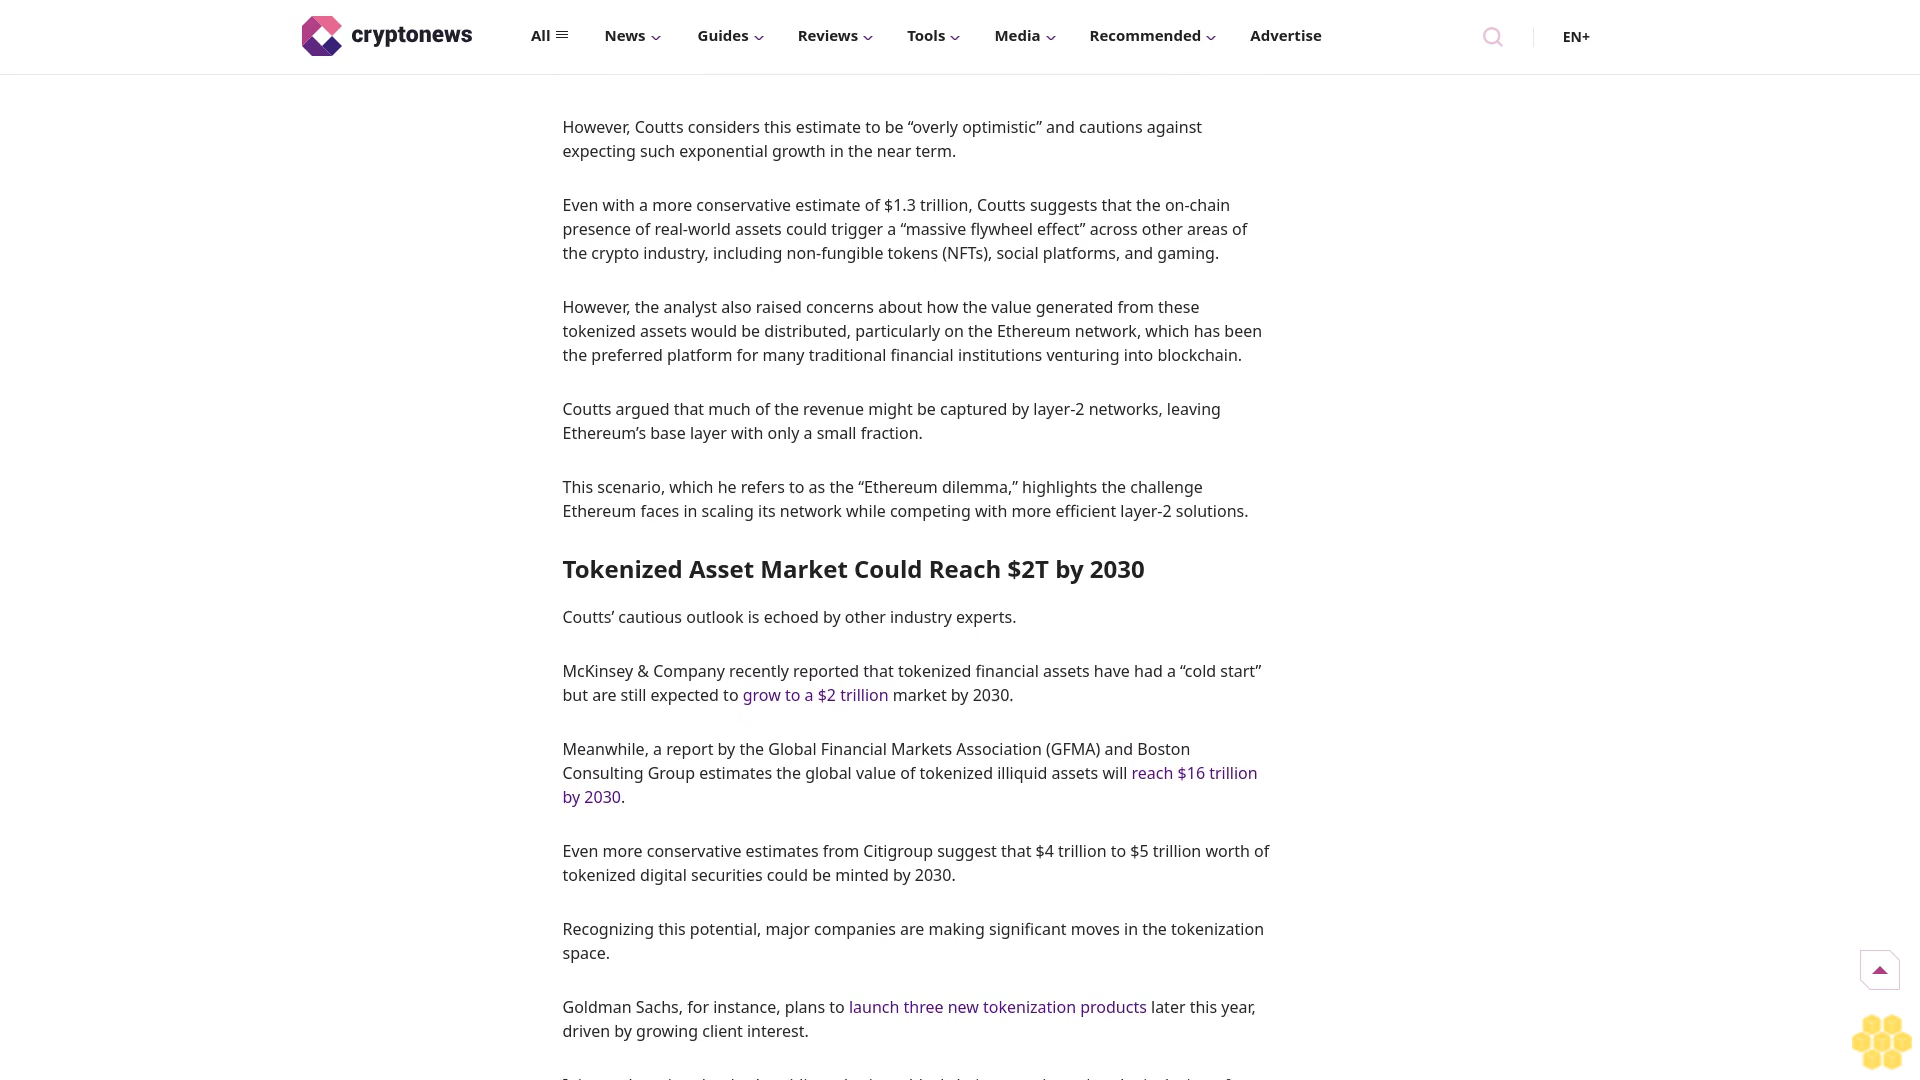 cryptonews
All
News
Guides
Reviews
Tools
Media
Recommended
Advertise
EN+
However, Coutts considers this estimate to be “overly optimistic” and cautions against
expecting such exponential growth in the near term.
Even with a more conservative estimate of $1.3 trillion, Coutts suggests that the on-chain
presence of real-world assets could trigger a “massive flywheel effect” across other areas of
the crypto industry, including non-fungible tokens (NFTs), social platforms, and gaming.
However, the analyst also raised concerns about how the value generated from these
tokenized assets would be distributed, particularly on the Ethereum network, which has been
the preferred platform for many traditional financial institutions venturing into blockchain.
Coutts argued that much of the revenue might be captured by layer-2 networks, leaving
Ethereum’s base layer with only a small fraction.
This scenario, which he refers to as the “Ethereum dilemma,” highlights the challenge
Ethereum faces in scaling its network while competing with more efficient layer-2 solutions.
Tokenized Asset Market Could Reach $2T by 2030
Coutts’ cautious outlook is echoed by other industry experts.
McKinsey & Company recently reported that tokenized financial assets have had a “cold start”
but are still expected to grow to a $2 trillion market by 2030.
Meanwhile, a report by the Global Financial Markets Association (GFMA) and Boston
Consulting Group estimates the global value of tokenized illiquid assets will reach $16 trillion
by 2030.
Even more conservative estimates from Citigroup suggest that $4 trillion to $5 trillion worth of
tokenized digital securities could be minted by 2030.
Recognizing this potential, major companies are making significant moves in the tokenization
space.
Goldman Sachs, for instance, plans to launch three new tokenization products later this year,
driven by growing client interest.